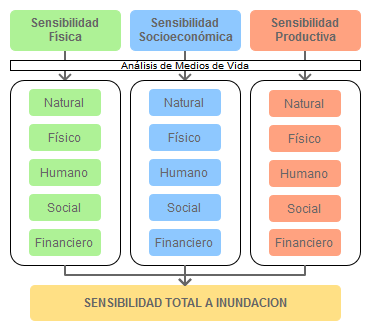 Sensibilidad
Fisica
Sensibilidad
Socioeconómica
Sensibilidad
Productiva
Análisis de Medios de Vida
Natural
Físico
Humano
Social
Financiero
Natural
Físico
Humano
Social
Financiero
Natural
Físico
Humano
Social
Financiero
SENSIBILIDAD TOTAL A INUNDACION